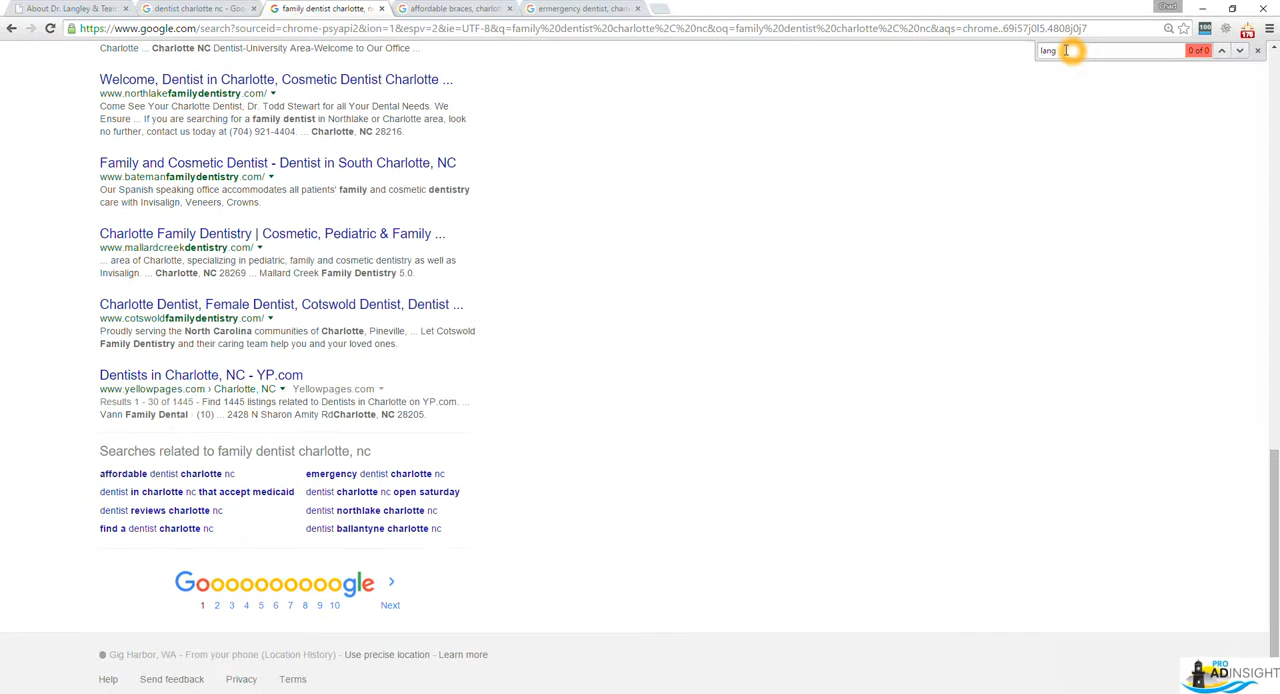 About Dr. Langley & Team
dentist charlotte nc - Goo
family dentist charlotte, n
affordable braces, charlot
ermergency dentist, charl
Chad
https://www.google.com/search?sourceid=chrome-psyapi2&ion=1&espv=2&ie=UTF-8&q=family%20dentist%20charlotte%2C%20nc&oq=family%20dentist%20charlotte%2C%20nc&aqs=chrome..69i57j0l5.4808j0j7
lang
0 of 0
Charlotte ... Charlotte NC Dentist-University Area-Welcome to Our Office ...
Welcome, Dentist in Charlotte, Cosmetic Dentist Charlotte ...
www.northlakefamilydentistry.com/
Come See Your Charlotte Dentist, Dr. Todd Stewart for all Your Dental Needs. We
Ensure ... If you are searching for a family dentist in Northlake or Charlotte area, look
no further, contact us today at (704) 921-4404. ... Charlotte, NC 28216.
Family and Cosmetic Dentist - Dentist in South Charlotte, NC
www.batemanfamilydentistry.com/
Our Spanish speaking office accommodates all patients' family and cosmetic dentistry
care with Invisalign, Veneers, Crowns.
Charlotte Family Dentistry | Cosmetic, Pediatric & Family ...
www.mallardcreekdentistry.com/
... area of Charlotte, specializing in pediatric, family and cosmetic dentistry as well as
Invisalign. ... Charlotte, NC 28269 ... Mallard Creek Family Dentistry 5.0.
Charlotte Dentist, Female Dentist, Cotswold Dentist, Dentist ...
www.cotswoldfamilydentistry.com/
Proudly serving the North Carolina communities of Charlotte, Pineville, ... Let Cotswold
Family Dentistry and their caring team help you and your loved ones.
Dentists in Charlotte, NC - YP.com
www.yellowpages.com › Charlotte, NC Yellowpages.com
Results 1 - 30 of 1445 - Find 1445 listings related to Dentists in Charlotte on YP.com. ...
Vann Family Dental · (10) ... 2428 N Sharon Amity RdCharlotte, NC 28205.
Searches related to family dentist charlotte, nc
affordable dentist charlotte nc
emergency dentist charlotte nc
dentist in charlotte nc that accept medicaid
dentist charlotte nc open saturday
dentist reviews charlotte nc
dentist northlake charlotte nc
find a dentist charlotte nc
dentist ballantyne charlotte nc
Goooooooooogle
1 2 3 4 5 6 7 8 9 10 Next
Gig Harbor, WA - From your phone (Location History) - Use precise location - Learn more
Help Send feedback Privacy Terms
PRO
ADINSIGHT